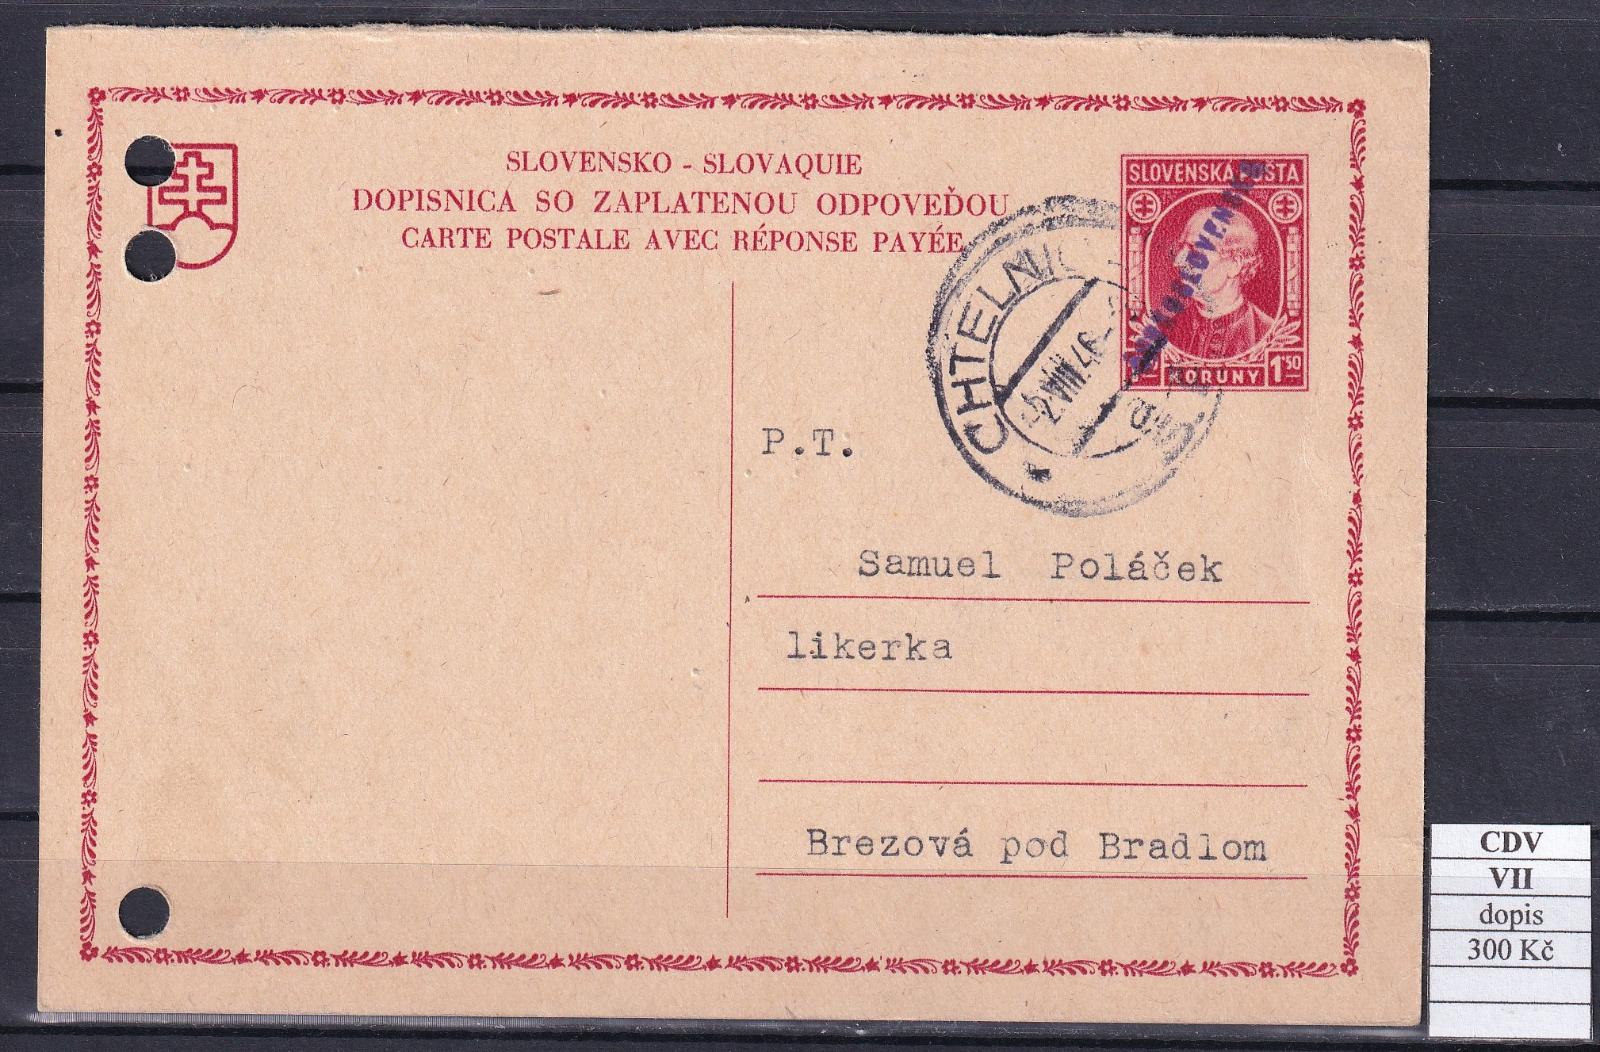 SLOVENSKO - SLOVAQUIE
DOPISNICA SO ZAPLATENOU ODPOVEĎOU
CARTE POSTALE AVEC RÉPONSE PAYÉE
SLOVENSKÁ POŠTA
KORUNY 1.50
P.T.
Samuel Poláček
likerka
Brezová pod Bradlom
CDV
VII
dopis
300 Kč